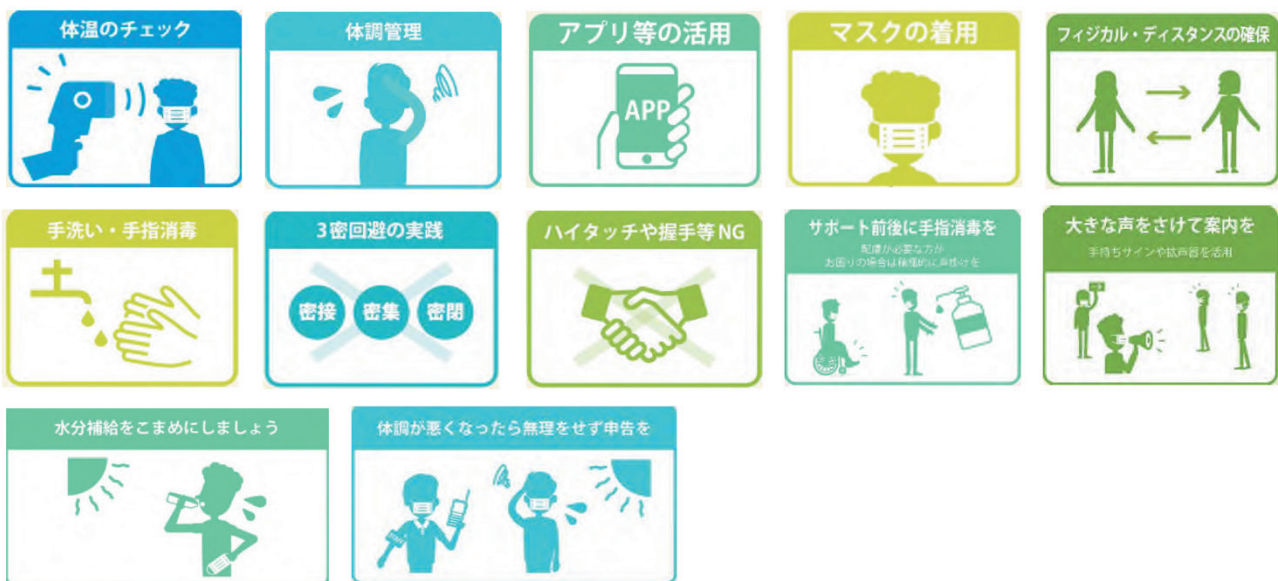 体温のチェック
体調管理
アプリ等の活用
APP
マスクの着用
フィジカル・ディスタンスの確保
手洗い・手指消毒
3密回避の実践
密接
密集
密閉
ハイタッチや握手等NG
サポート前後に手指消毒を
配慮が必要な方が
お困りの場合は積極的に声掛けを
大きな声をさけて案内を
手持ちサインや拡声器を活用
水分補給をこまめにしましょう
体調が悪くなったら無理をせず申告を